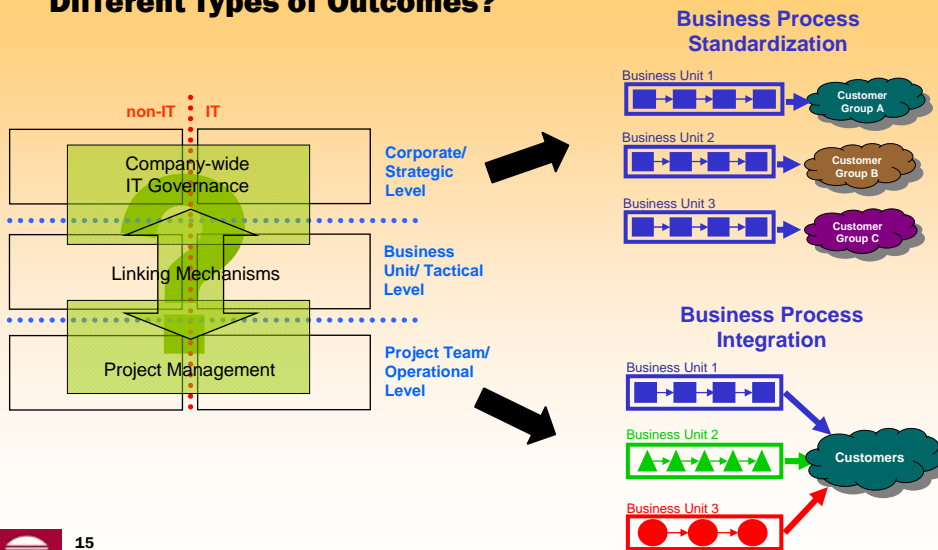 Different Types of Outcomes?
non-IT
IT
Company-wide
IT Governance
Linking Mechanisms
Project Management
Corporate/
Strategic
Level
Business
Unit/ Tactical
Level
Project Team/
Operational
Level
Business Process
Standardization
Business Unit 1
Customer
Group A
Business Unit 2
Customer
Group B
Business Unit 3
Customer
Group C
Business Process
Integration
Business Unit 1
Business Unit 2
Customers
Business Unit 3
15